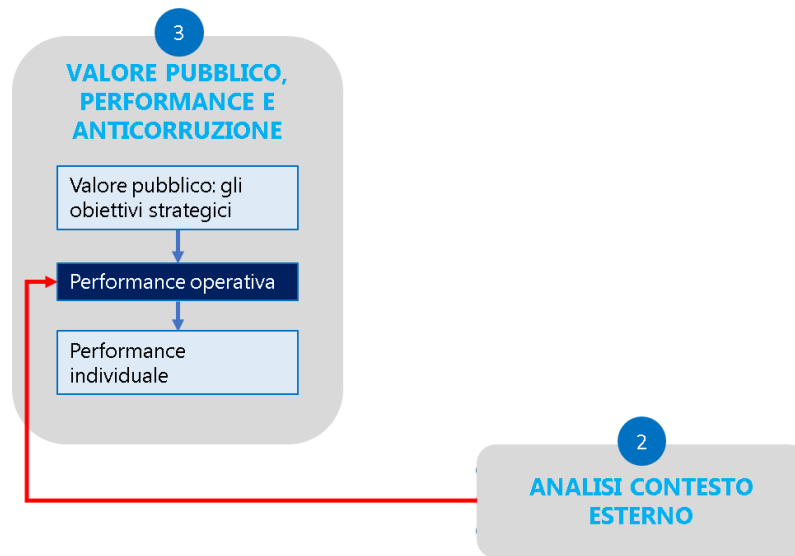 3
VALORE PUBBLICO,
PERFORMANCE E
ANTICORRUZIONE
Valore pubblico: gli
obiettivi strategici
Performance operativa
Performance
individuale
2
ANALISI CONTESTO
ESTERNO